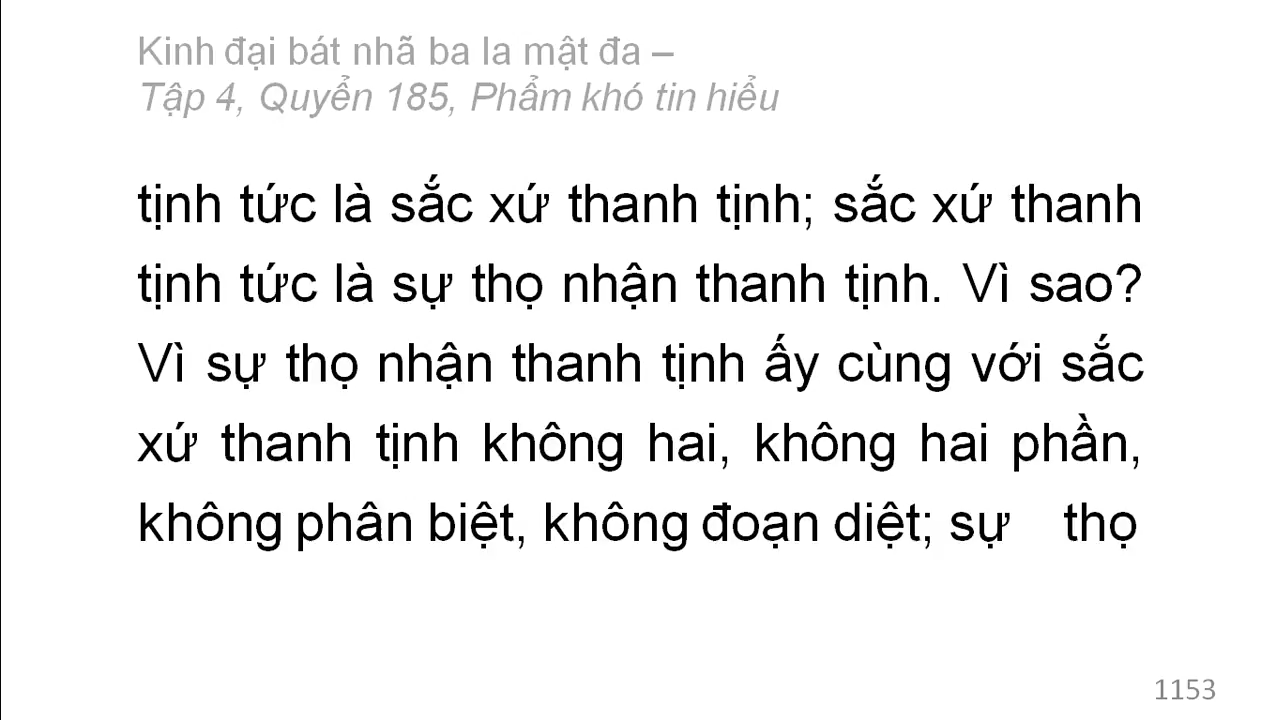 Kinh đại bát nhã ba la mật đa –
Tập 4, Quyển 185, Phẩm khó tin hiểu
tịnh tức là sắc xứ thanh tịnh; sắc xứ thanh
tịnh tức là sự thọ nhận thanh tịnh. Vì sao?
Vì sự thọ nhận thanh tịnh ấy cùng với sắc
xứ thanh tịnh không hai, không hai phần,
không phân biệt, không đoạn diệt; sự thọ
1153